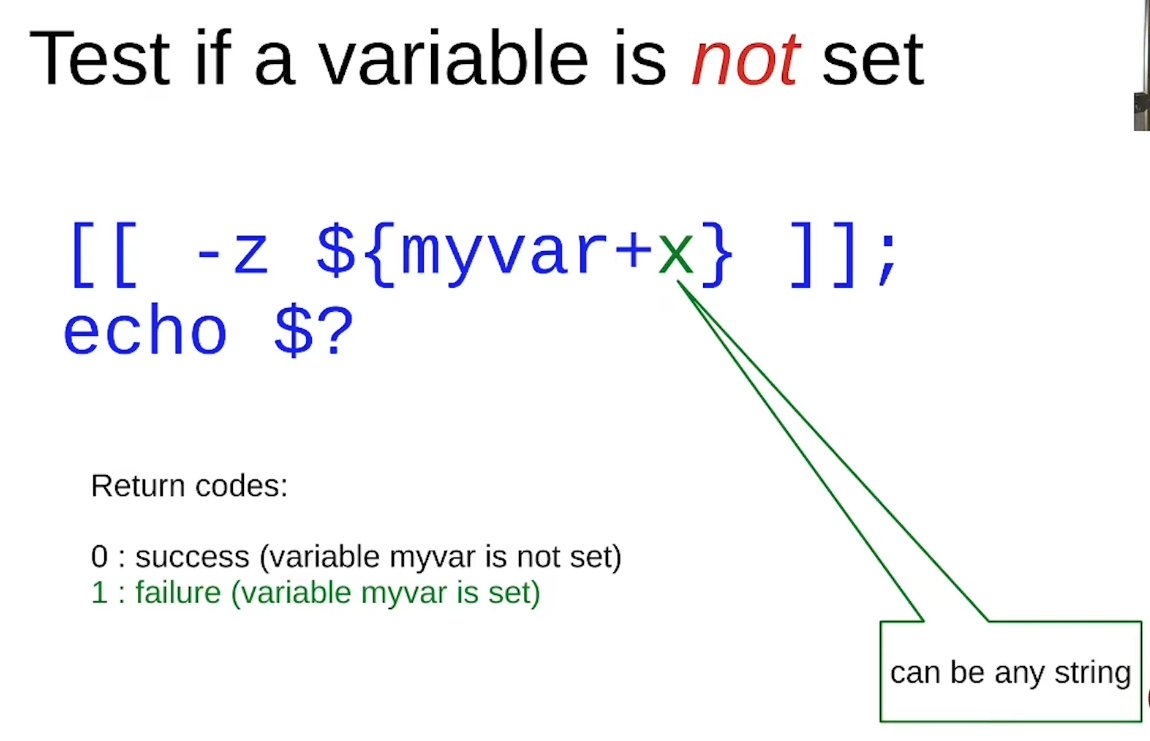 Test if a variable is not set
[[ -z ${myvar+x} ]];
echo $?
Return codes:
0 : success (variable myvar is not set)
1 : failure (variable myvar is set)
can be any string